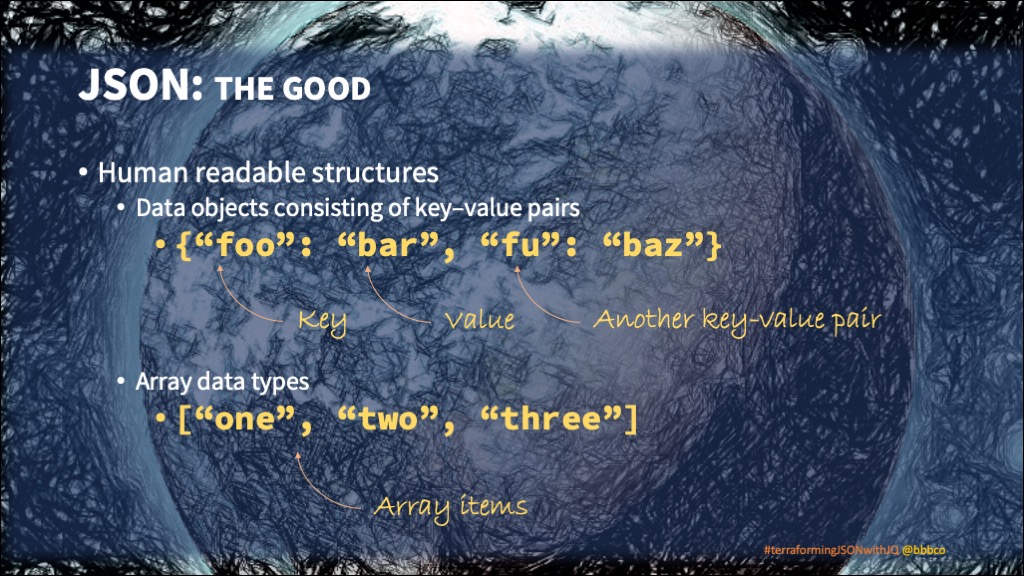 JSON: THE GOOD
• Human readable structures
• Data objects consisting of key–value pairs
• {“foo”: “bar”, “fu”: “baz”}
Key Value Another key-value pair
• Array data types
• [“one”, “two”, “three”]
Array items
#terraformingJSONwithJQ @bbbco